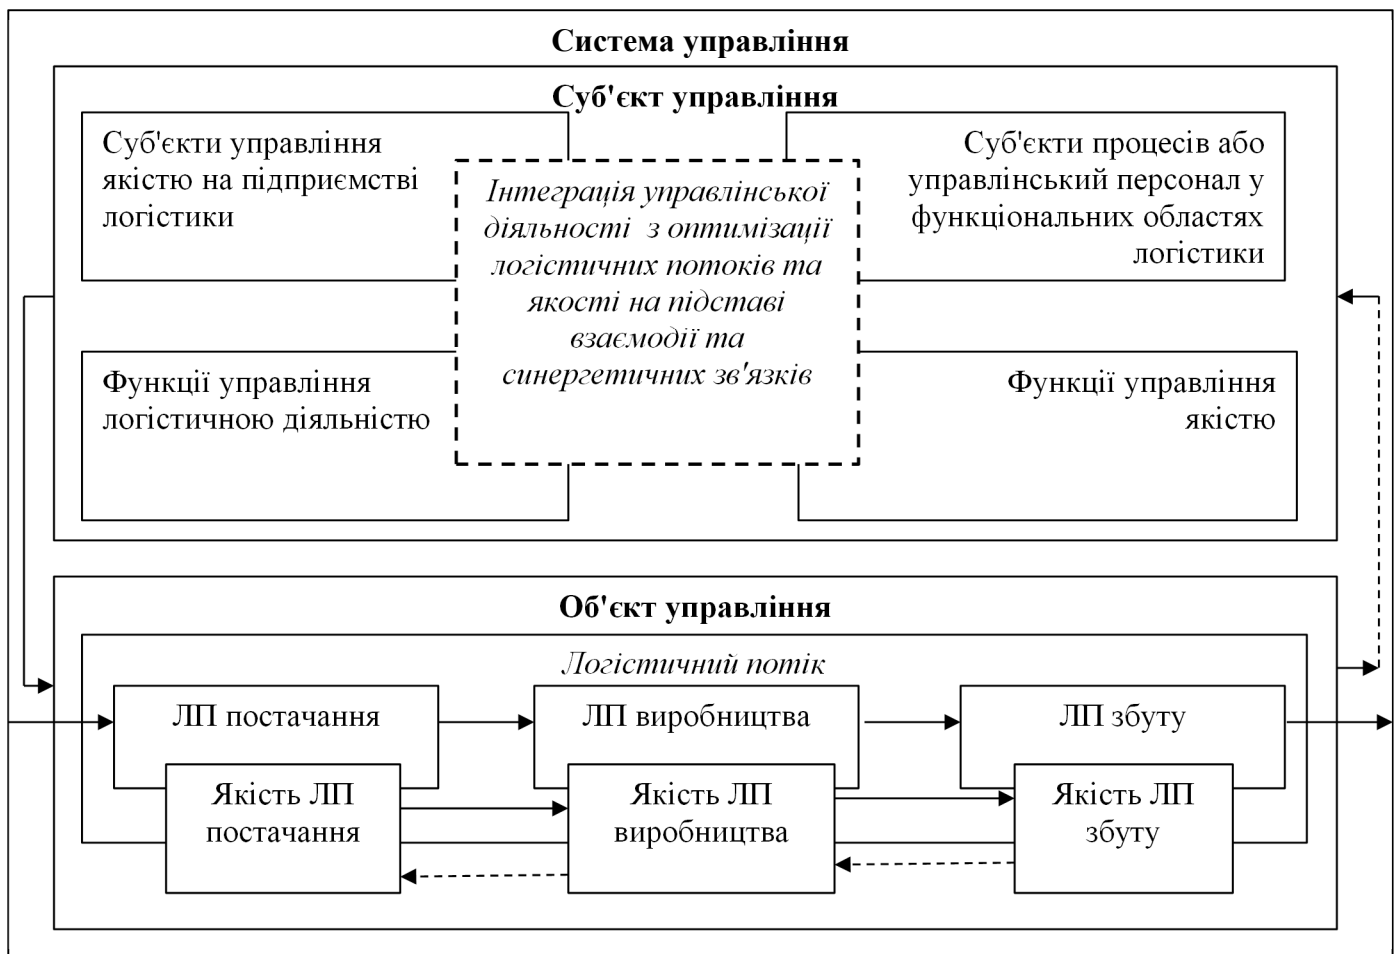 Система управління
Суб'єкт управління
Суб'єкти управління
якістю на підприємстві
логістики
Інтеграція управлінської
діяльності з оптимізації
логістичних потоків та
якості на підставі
взаємодії та
синергетичних зв'язків
Суб'єкти процесів або
управлінський персонал у
функціональних областях
логістики
Функції управління
логістичною діяльністю
Функції управління
якістю
Об'єкт управління
Логістичний потік
ЛП постачання
ЛП виробництва
ЛП збуту
Якість ЛП
постачання
Якість ЛП
виробництва
Якість ЛП
збуту